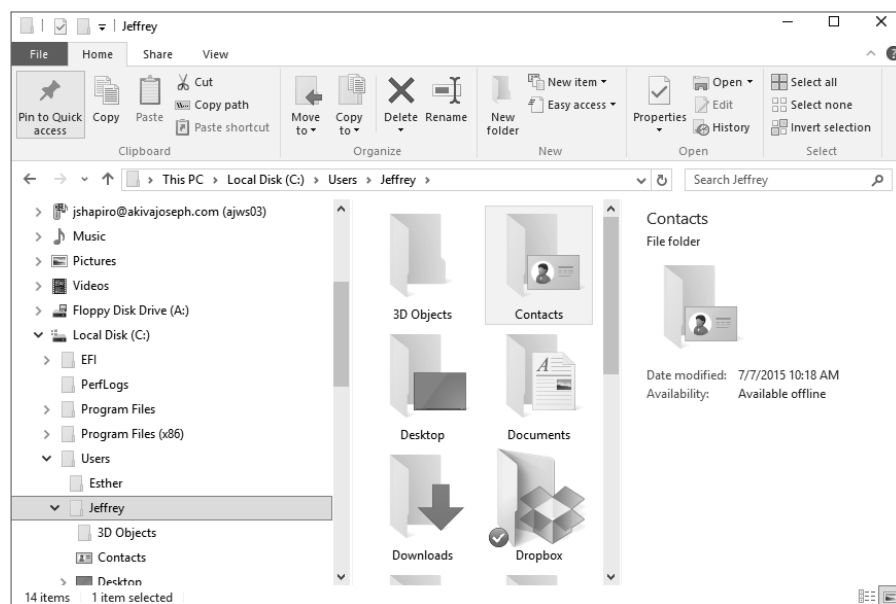 Jeffrey
File Home Share View
Pin to Quick access
Copy
Paste
Cut
Copy path
Paste shortcut
Clipboard
Move to
Copy to
Delete
Rename
Organize
New folder
New item
Easy access
New
Properties
Open
Edit
History
Open
Select all
Select none
Invert selection
Select
This PC > Local Disk (C:) > Users > Jeffrey >
Search Jeffrey
jshapiro@akivajoseph.com (ajws03)
Music
Pictures
Videos
Floppy Disk Drive (A:)
Local Disk (C:)
EFI
PerfLogs
Program Files
Program Files (x86)
Users
Esther
Jeffrey
3D Objects
Contacts
Desktop
3D Objects
Contacts
Desktop
Documents
Downloads
Dropbox
Contacts
File folder
Date modified: 7/7/2015 10:18 AM
Availability: Available offline
14 items 1 item selected